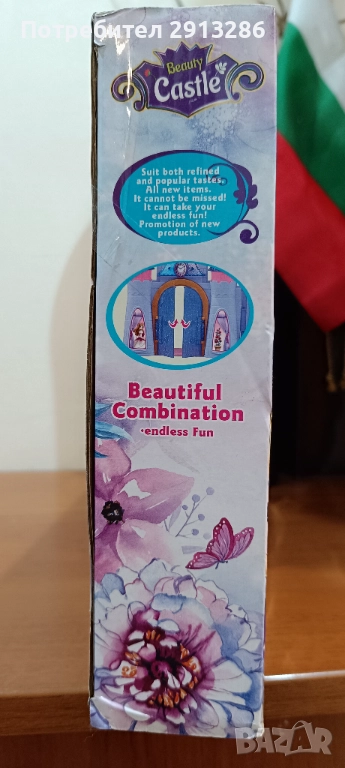 Потребител 2913286
Beauty
Castle
Suit both refined
and popular tastes.
All new items.
It cannot be missed!
It can take your
endless fun!
Promotion of new
products.
Beautiful
Combination
·endless Fun
BAZAR